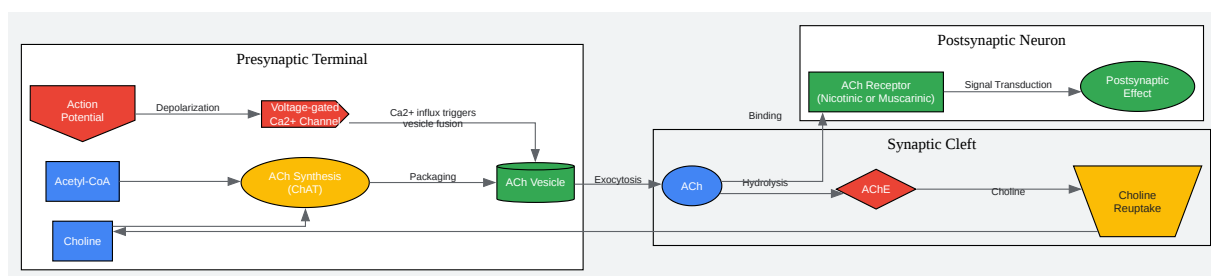 Presynaptic Terminal
Action
Potential
Depolarization
Voltage-gated
Ca2+ Channel
Ca2+ influx triggers
vesicle fusion
Acetyl-CoA
ACh Synthesis
(ChAT)
Packaging
ACh Vesicle
Choline
Exocytosis
Postsynaptic Neuron
ACh Receptor
(Nicotinic or Muscarinic)
Signal Transduction
Postsynaptic
Effect
Binding
Synaptic Cleft
ACh
Hydrolysis
AChE
Choline
Choline
Reuptake